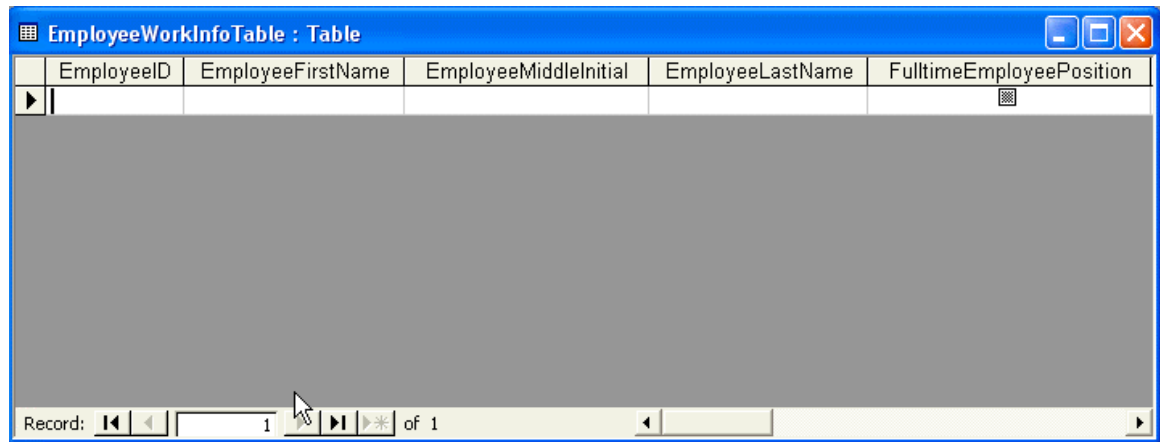 EmployeeWorkInfoTable : Table
EmployeeID EmployeeFirstName EmployeeMiddleInitial EmployeeLastName FulltimeEmployeePosition
Record: 1 of 1